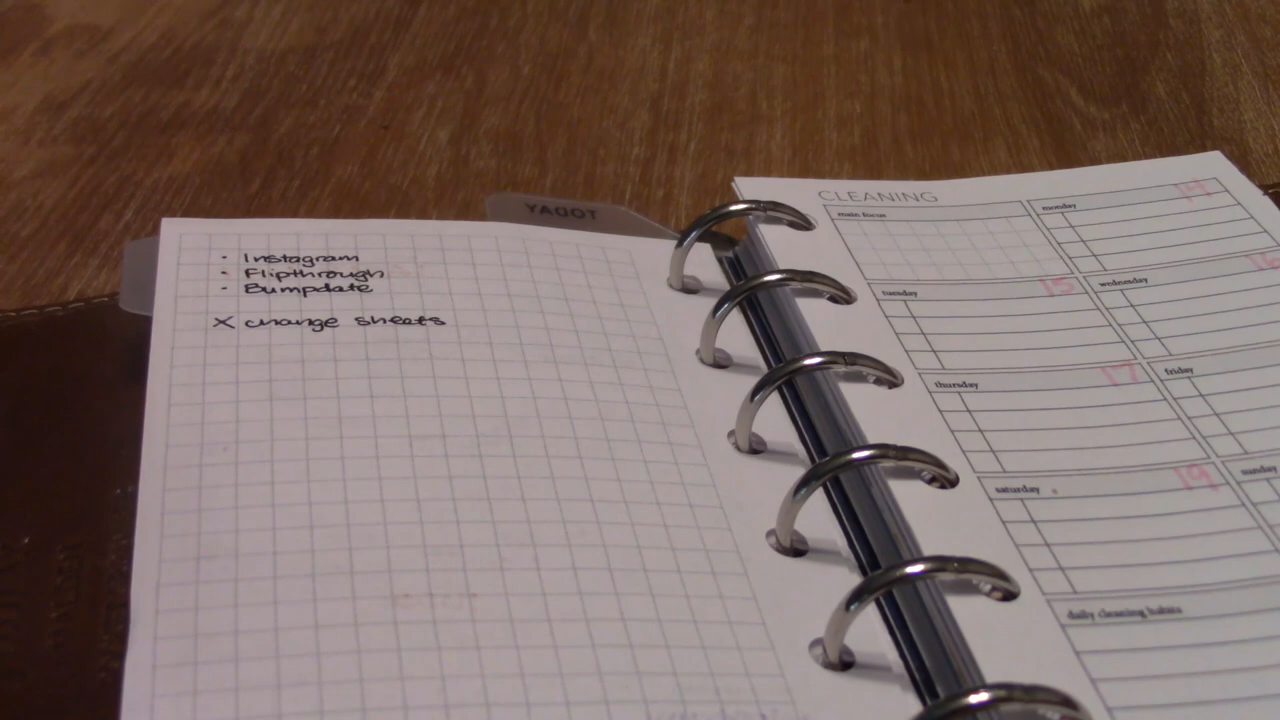 TODAY
· Instagram
· Flipthrough
· Bumpdate
X change sheets
CLEANING
main focus
monday 14
tuesday 15
wednesday 16
thursday 17
friday
saturday 19
sunday
daily cleaning habits